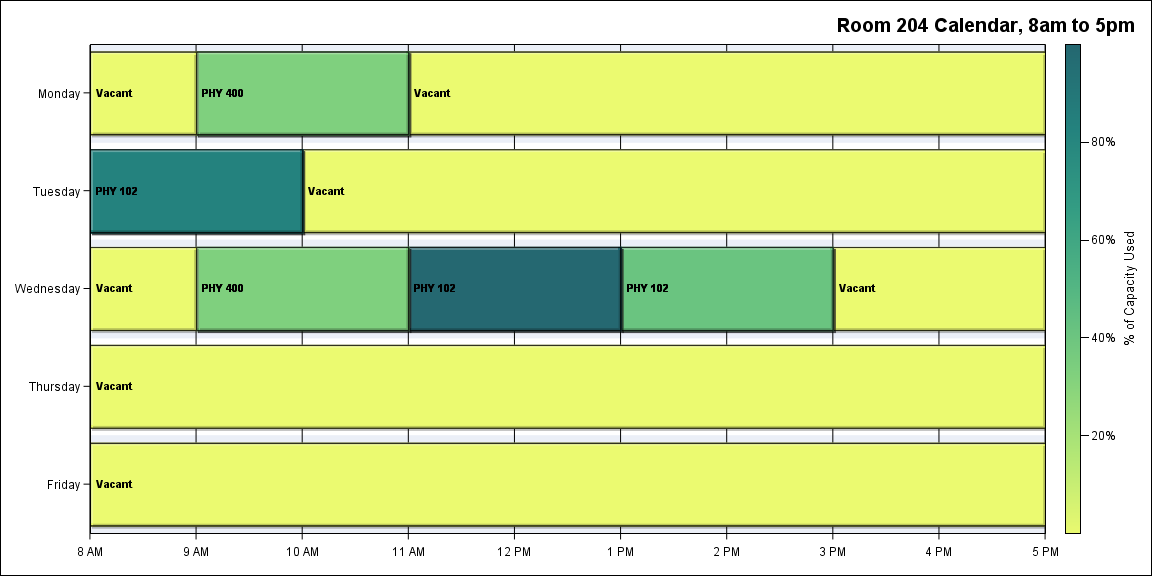 Room 204 Calendar, 8am to 5pm
Monday
Vacant
PHY 400
Vacant
Tuesday
PHY 102
Vacant
Wednesday
Vacant
PHY 400
PHY 102
PHY 102
Vacant
Thursday
Vacant
Friday
Vacant
8 AM 9 AM 10 AM 11 AM 12 PM 1 PM 2 PM 3 PM 4 PM 5 PM
80%
60%
40%
20%
% of Capacity Used